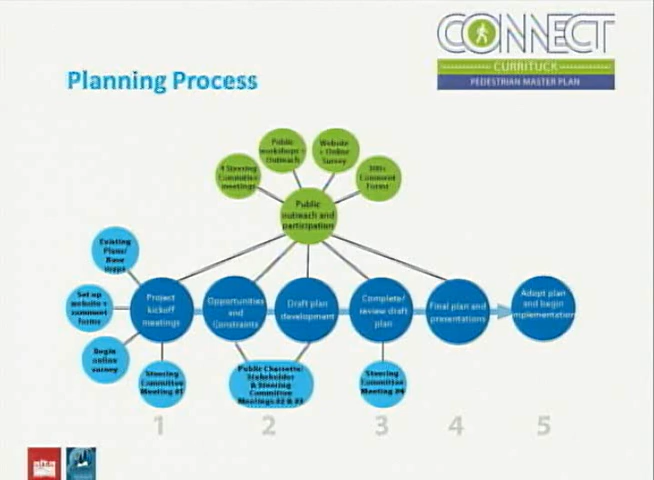 CONNECT
CURRITUCK
PEDESTRIAN MASTER PLAN
Planning Process
Public
workshops +
Outreach
Website
+ Online
Survey
4 Steering
Committee
meetings
300+
Comment
Forms
Public
outreach and
participation
Existing
Plans/
Base
maps
Set up
website +
comment
forms
Begin
online
survey
Project
kickoff
meetings
Opportunities
and
Constraints
Draft plan
development
Complete/
review draft
plan
Final plan and
presentations
Adopt plan
and begin
implementation
Steering
Committee
Meeting #1
Public Charrette/
Stakeholder
& Steering
Committee
Meetings #2 & #3
Steering
Committee
Meeting #4
1
2
3
4
5